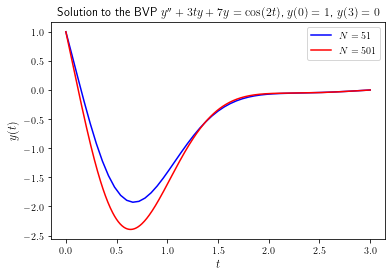 Solution to the BVP y″ + 3ty + 7y = cos(2t), y(0) = 1, y(3) = 0
N = 51
N = 501
1.0
0.5
0.0
−0.5
−1.0
−1.5
−2.0
−2.5
y(t)
0.0 0.5 1.0 1.5 2.0 2.5 3.0
t